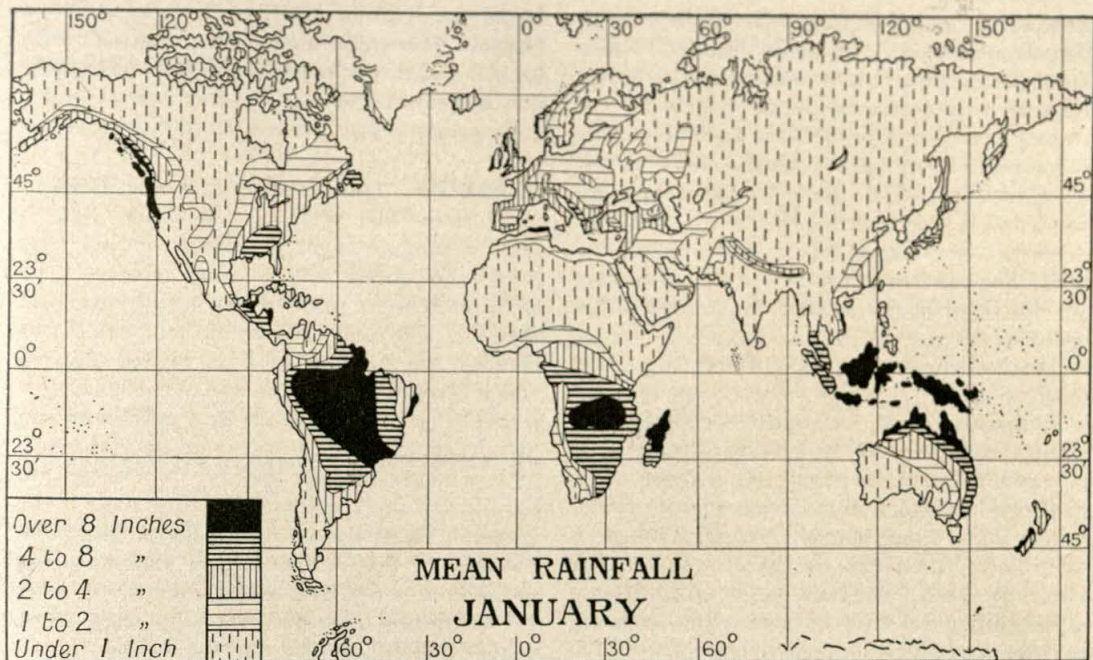 150° 120° 0° 30 60 90° 120° 150°
45° 45°
23° 30' 23° 30'
0° 0°
23° 30' 23° 30'
45°
Over 8 Inches
4 to 8 "
2 to 4 "
1 to 2 "
Under 1 Inch
MEAN RAINFALL
JANUARY
60° 30 0° 30 60